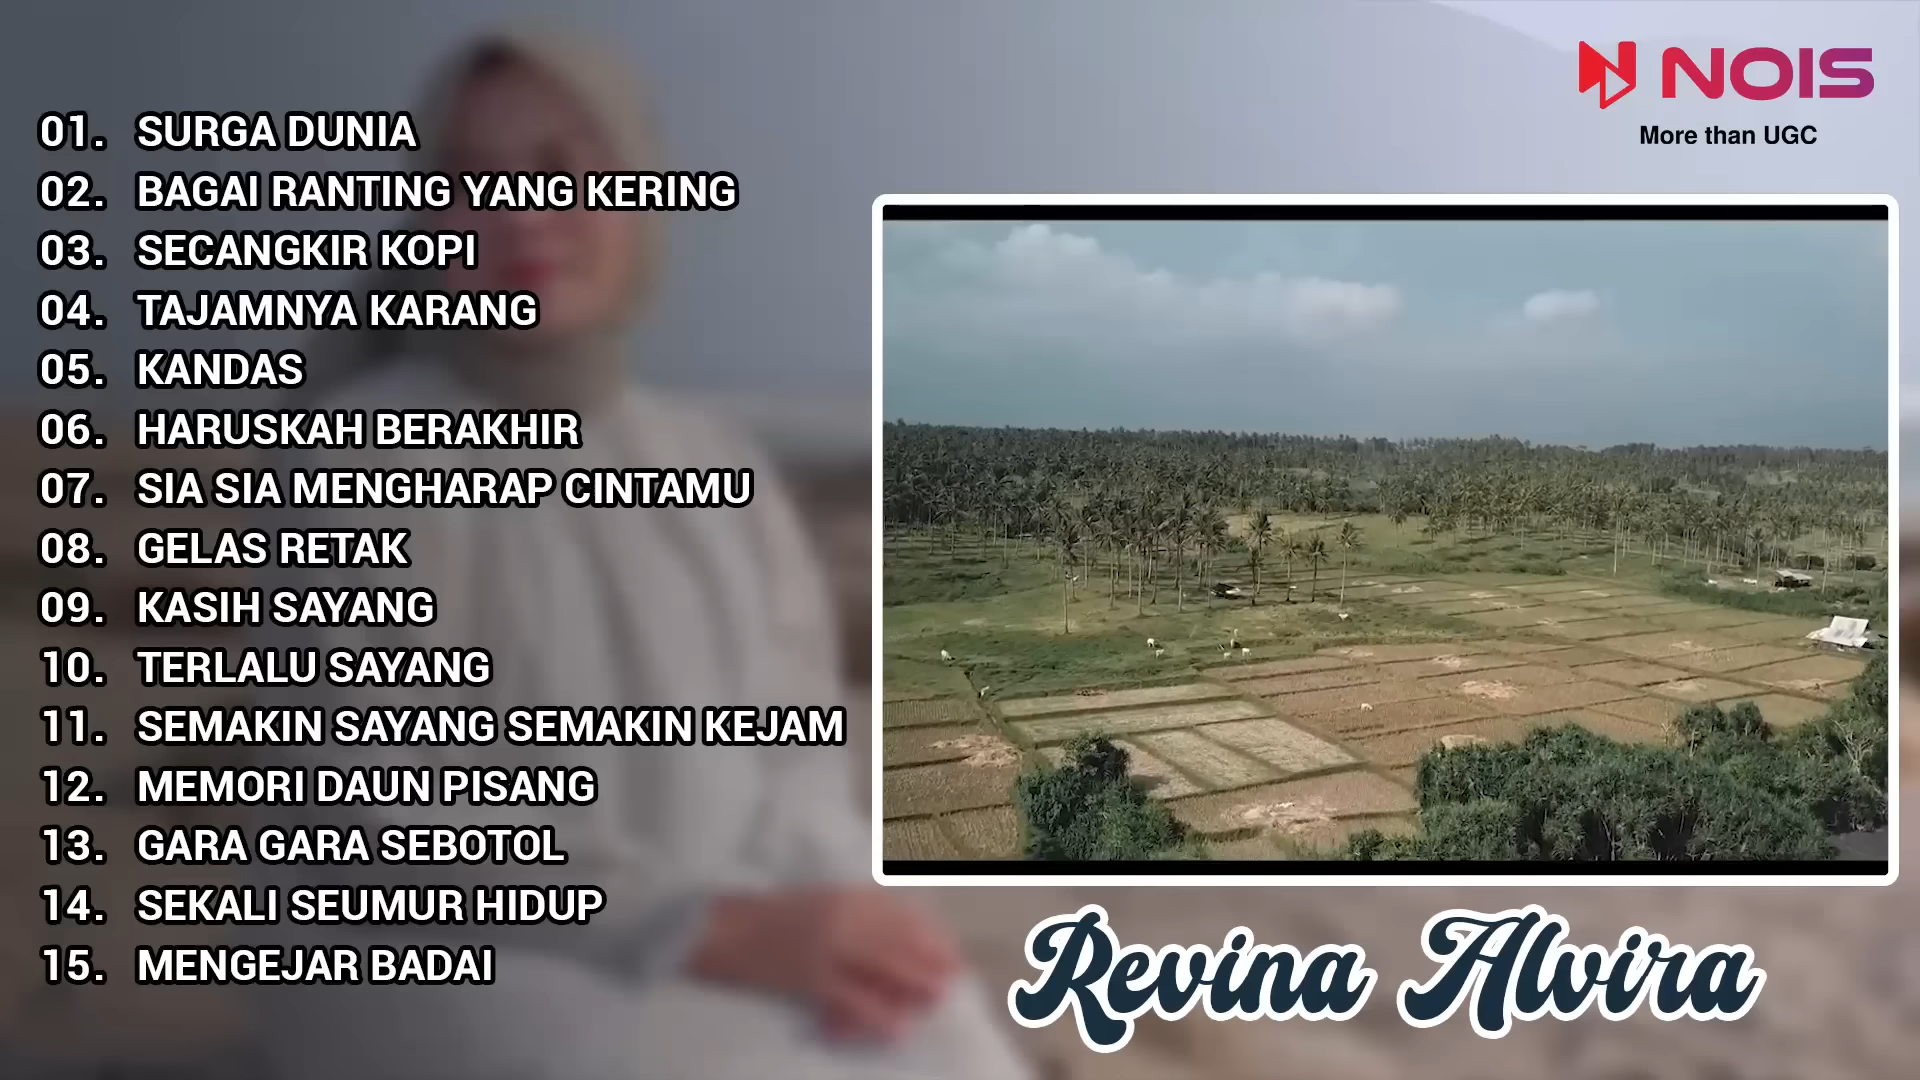 01. SURGA DUNIA
02. BAGAI RANTING YANG KERING
03. SECANGKIR KOPI
04. TAJAMNYA KARANG
05. KANDAS
06. HARUSKAH BERAKHIR
07. SIA SIA MENGHARAP CINTAMU
08. GELAS RETAK
09. KASIH SAYANG
10. TERLALU SAYANG
11. SEMAKIN SAYANG SEMAKIN KEJAM
12. MEMORI DAUN PISANG
13. GARA GARA SEBOTOL
14. SEKALI SEUMUR HIDUP
15. MENGEJAR BADAI
NOIS
More than UGC
Revina Alvira